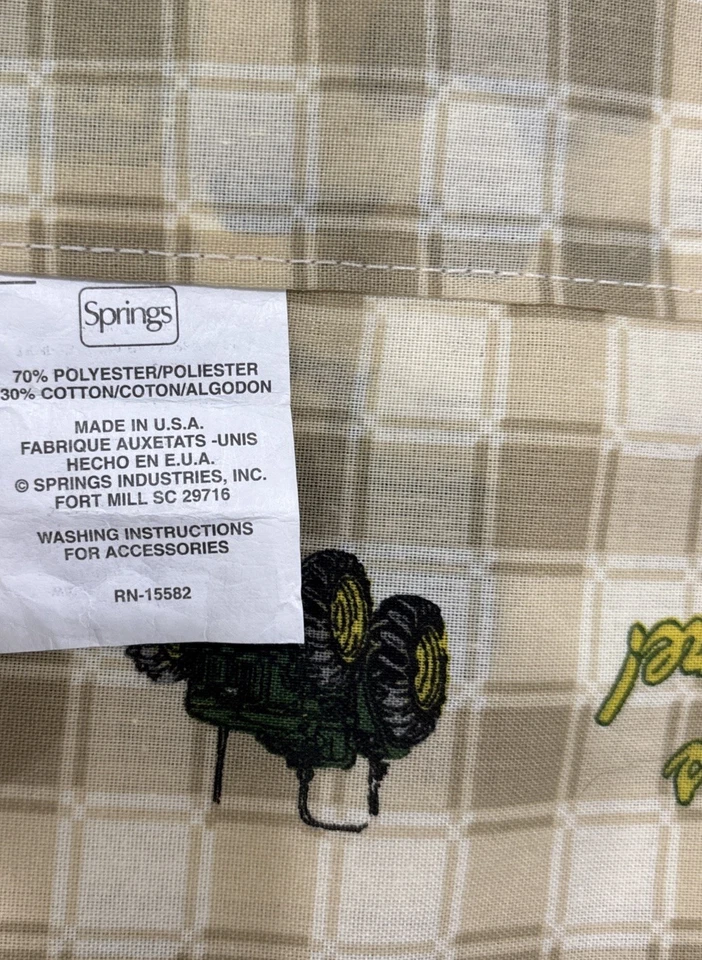 Springs
70% POLYESTER/POLIESTER
30% COTTON/COTON/ALGODON
MADE IN U.S.A.
FABRIQUE AUXETATS -UNIS
HECHO EN E.U.A.
© SPRINGS INDUSTRIES, INC.
FORT MILL SC 29716
WASHING INSTRUCTIONS
FOR ACCESSORIES
RN-15582